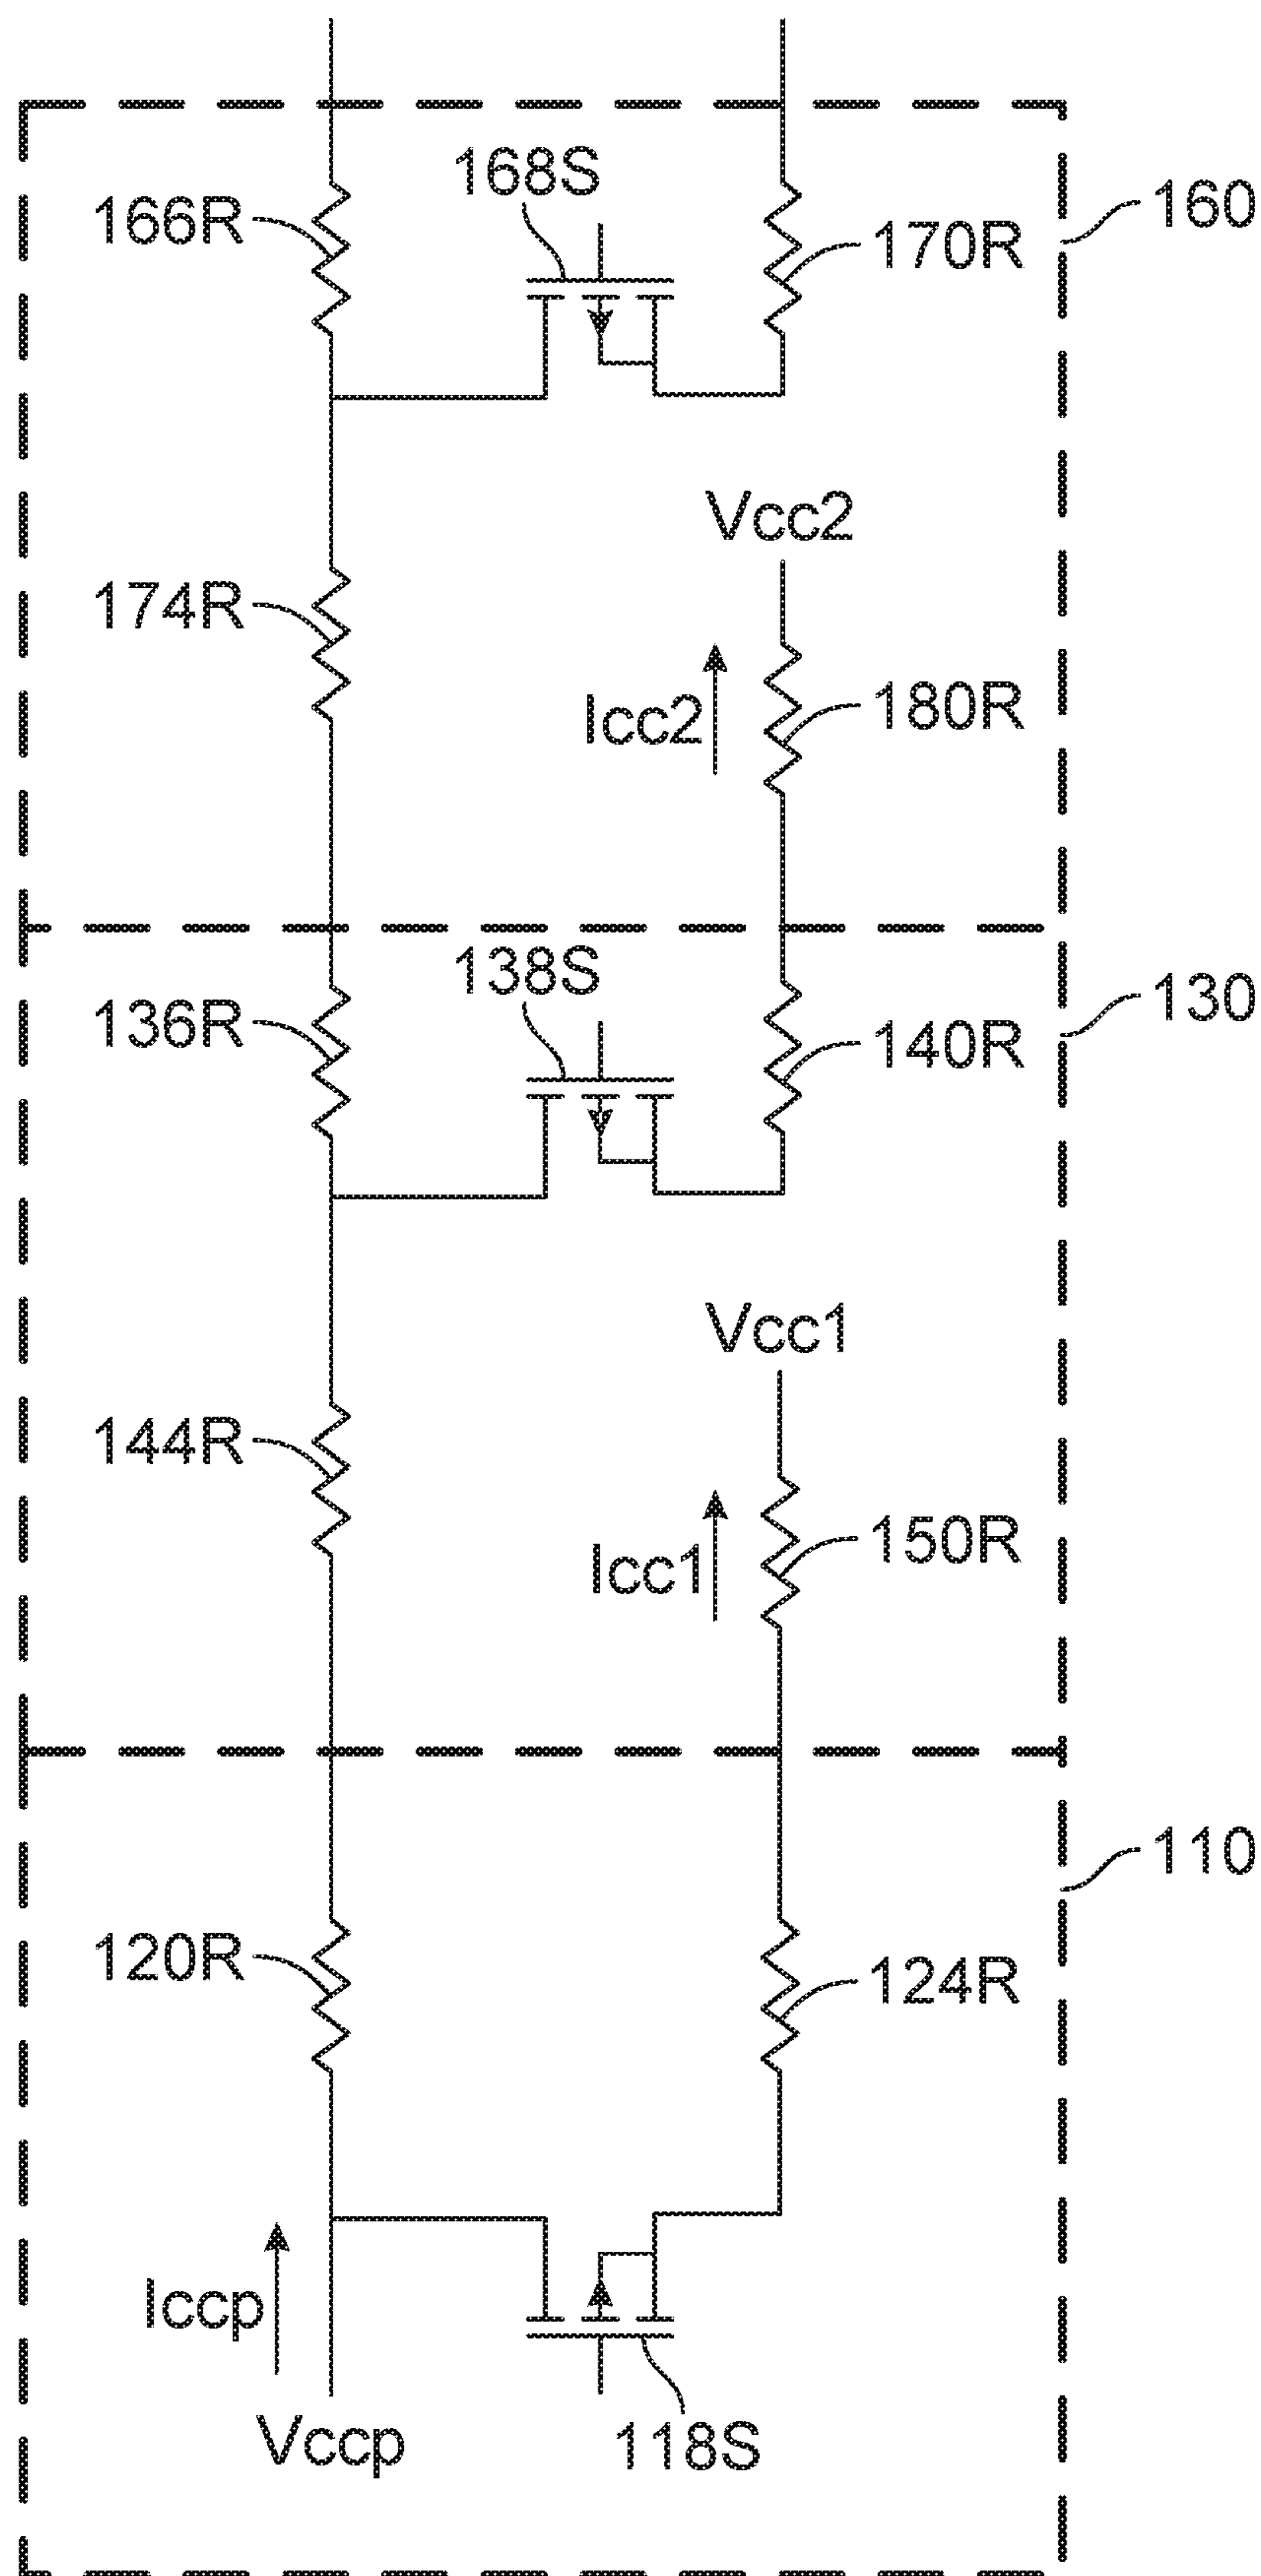 168S
160
166R
170R
Vcc2
174R
Icc2
180R
138S
130
136R
140R
Vcc1
144R
Icc1
150R
110
120R
124R
Iccp
Vccp
118S